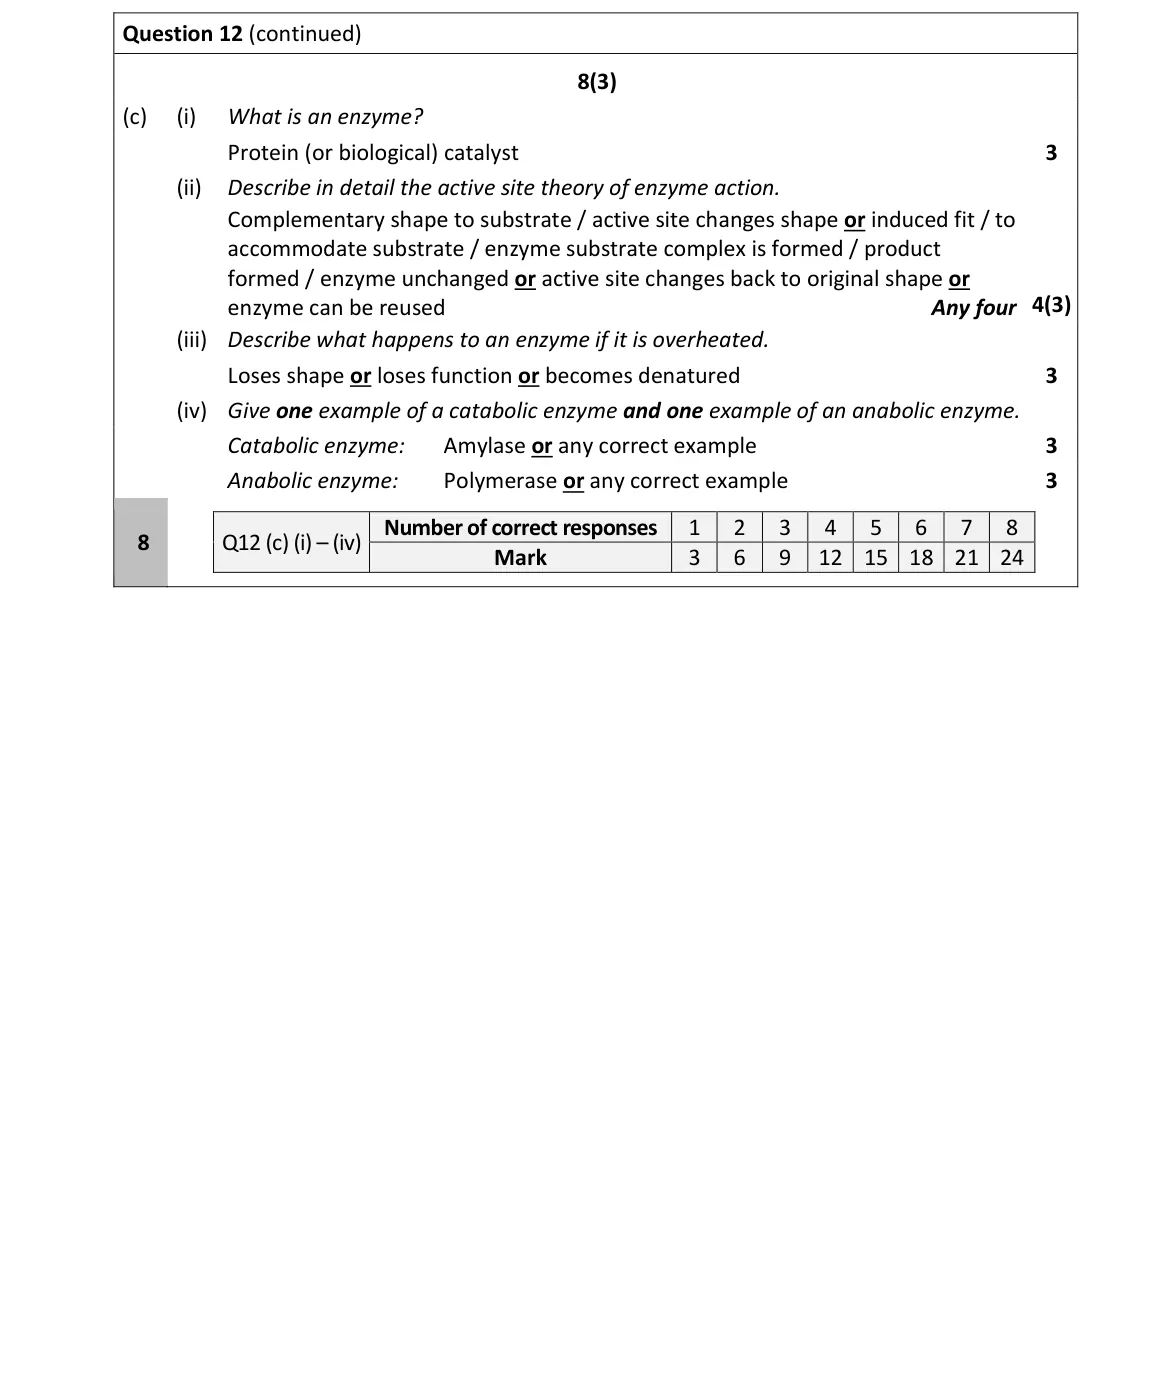 Question 12 (continued)
8(3)
(c) (i) What is an enzyme?
Protein (or biological) catalyst 3
(ii) Describe in detail the active site theory of enzyme action.
Complementary shape to substrate / active site changes shape or induced fit / to
accommodate substrate / enzyme substrate complex is formed / product
formed / enzyme unchanged or active site changes back to original shape or
enzyme can be reused Any four 4(3)
(iii) Describe what happens to an enzyme if it is overheated.
Loses shape or loses function or becomes denatured 3
(iv) Give one example of a catabolic enzyme and one example of an anabolic enzyme.
Catabolic enzyme: Amylase or any correct example 3
Anabolic enzyme: Polymerase or any correct example 3
8 Q12 (c) (i) – (iv) Number of correct responses 1 2 3 4 5 6 7 8
Mark 3 6 9 12 15 18 21 24